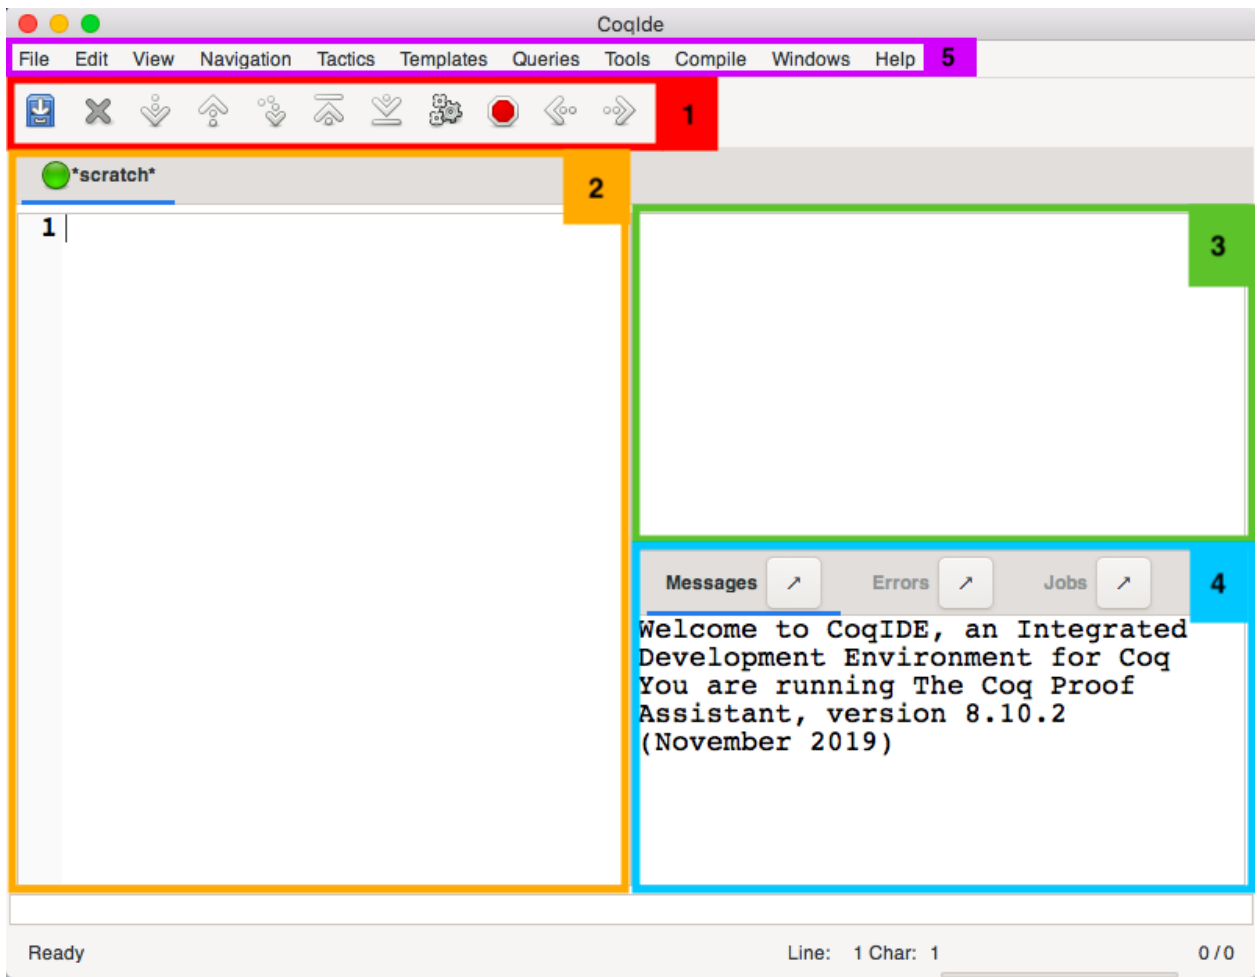 CoqIde
File Edit View Navigation Tactics Templates Queries Tools Compile Windows Help 5
1
*scratch*
2
1
3
Messages Errors Jobs 4
Welcome to CoqIDE, an Integrated
Development Environment for Coq
You are running The Coq Proof
Assistant, version 8.10.2
(November 2019)
Ready Line: 1 Char: 1 0 / 0